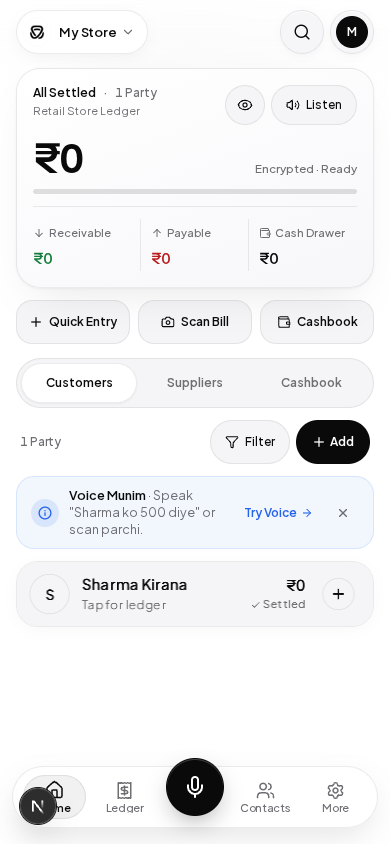 My Store
M
All Settled · 1 Party
Retail Store Ledger
Listen
₹0
Encrypted · Ready
Receivable
₹0
Payable
₹0
Cash Drawer
₹0
Quick Entry
Scan Bill
Cashbook
Customers
Suppliers
Cashbook
1 Party
Filter
Add
Voice Munim · Speak
"Sharma ko 500 diye" or
scan parchi.
Try Voice →
S
Sharma Kirana
Tap for ledger
₹0
✓ Settled
N
Ledger
Contacts
More